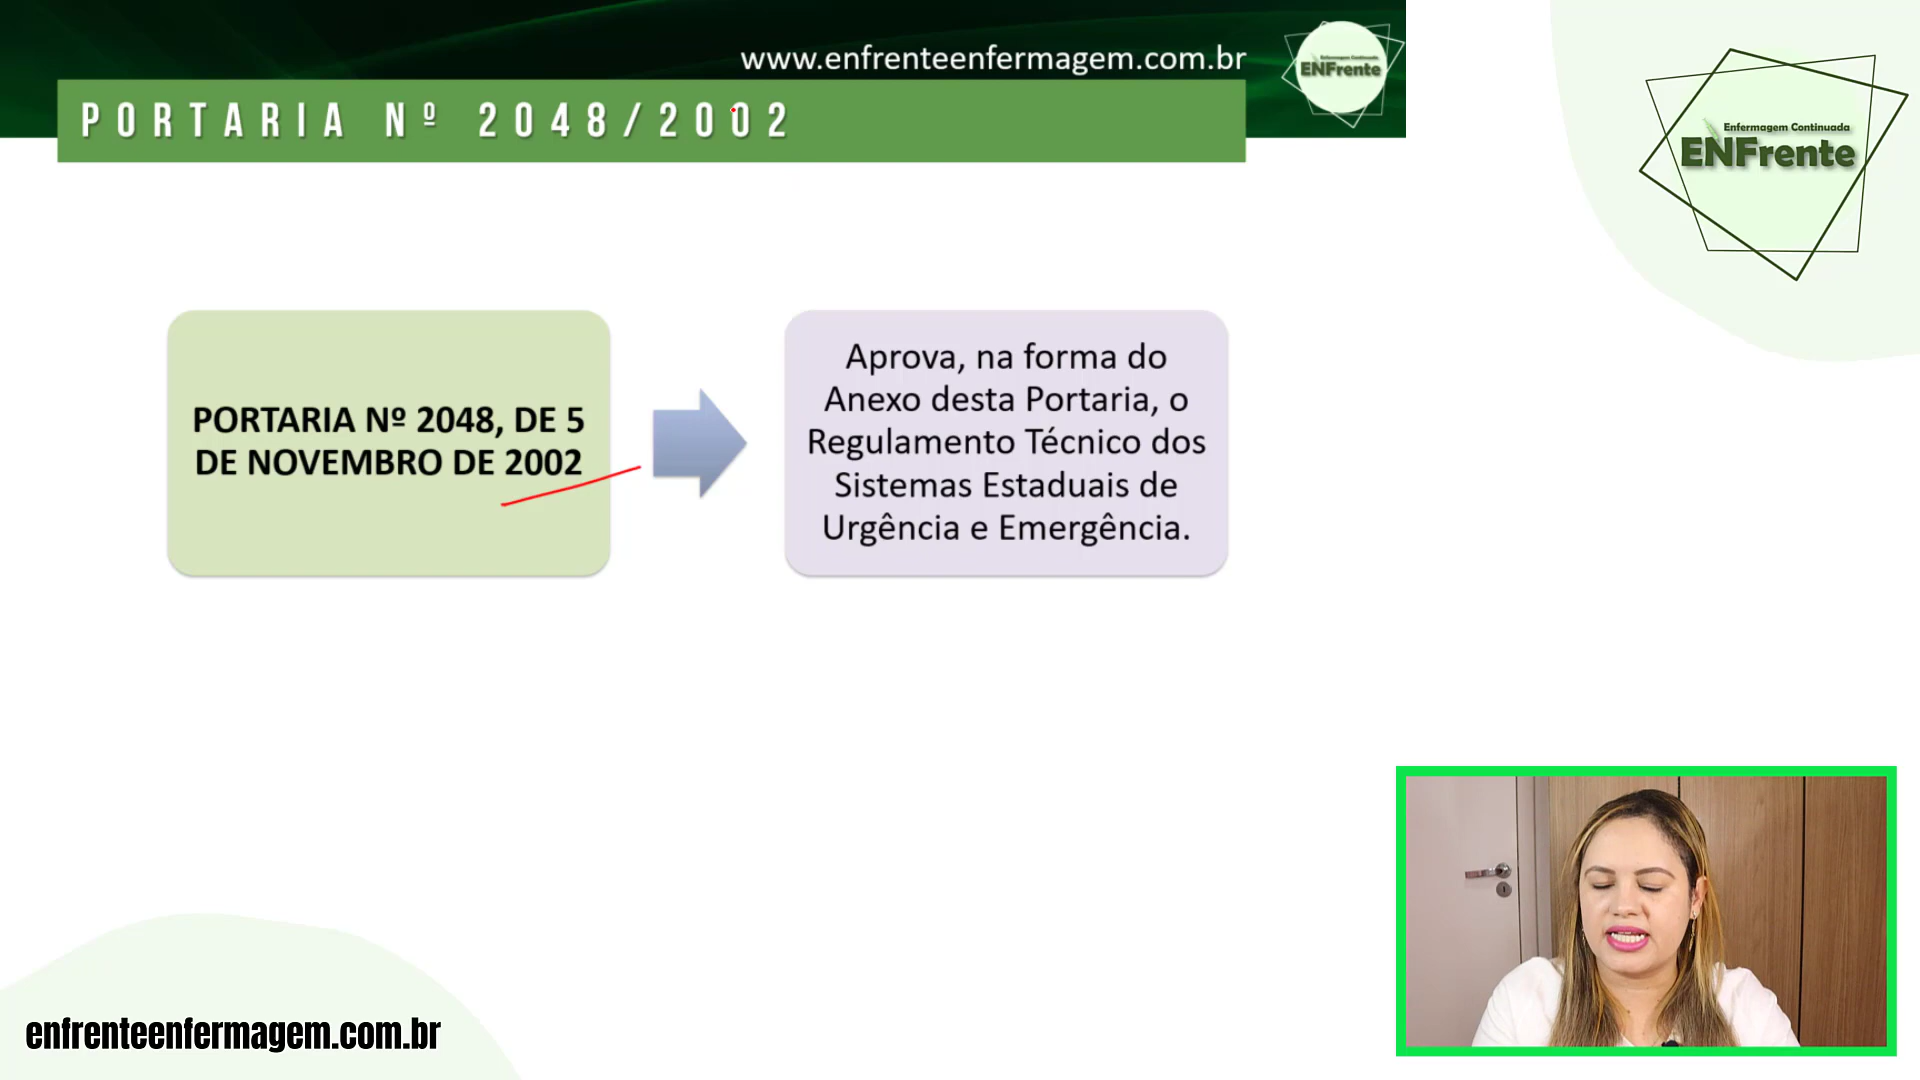 www.enfrenteenfermagem.com.br
Enfermagem Continuada
ENFrente
PORTARIA Nº 2048/2002
Enfermagem Continuada
ENFrente
PORTARIA Nº 2048, DE 5
DE NOVEMBRO DE 2002
Aprova, na forma do
Anexo desta Portaria, o
Regulamento Técnico dos
Sistemas Estaduais de
Urgência e Emergência.
enfrenteenfermagem.com.br